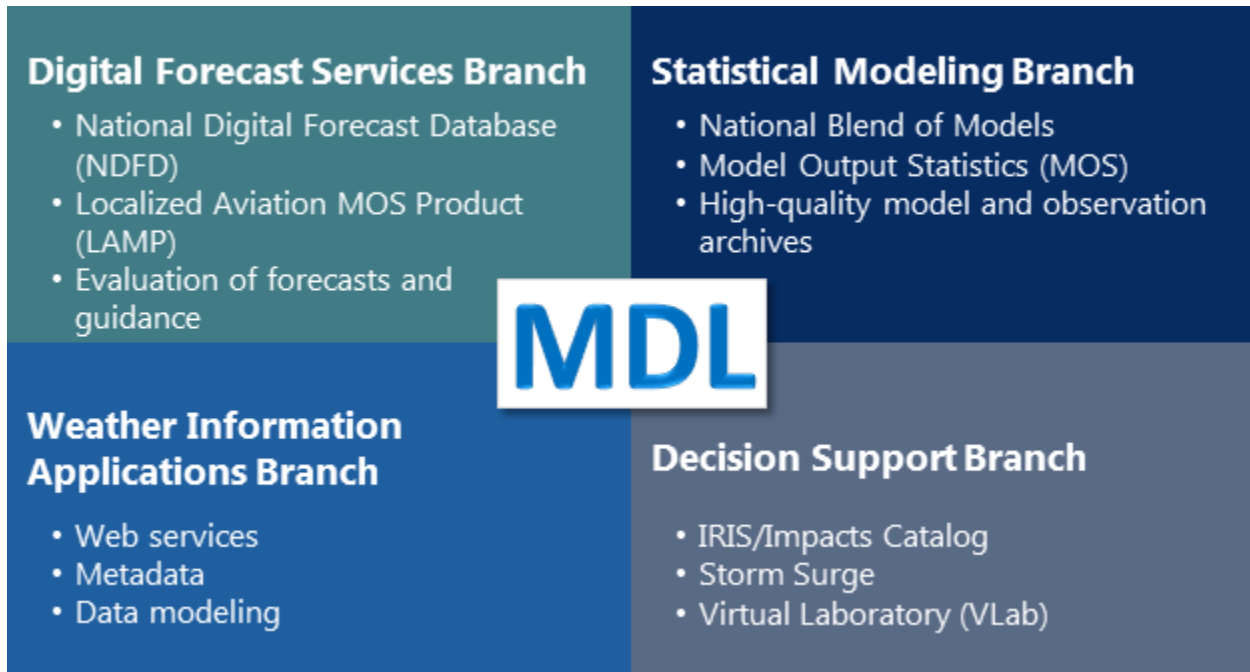 Digital Forecast Services Branch
• National Digital Forecast Database
(NDFD)
• Localized Aviation MOS Product
(LAMP)
• Evaluation of forecasts and
guidance
Statistical Modeling Branch
• National Blend of Models
• Model Output Statistics (MOS)
• High-quality model and observation
archives
MDL
Weather Information
Applications Branch
• Web services
• Metadata
• Data modeling
Decision Support Branch
• IRIS/Impacts Catalog
• Storm Surge
• Virtual Laboratory (VLab)